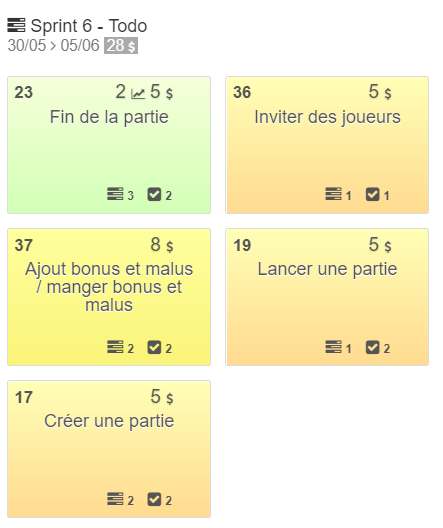 Sprint 6 - Todo
30/05 > 05/06 28 $
23 2 5 $
Fin de la partie
3 2
36 5 $
Inviter des joueurs
1 1
37 8 $
Ajout bonus et malus
/ manger bonus et
malus
2 2
19 5 $
Lancer une partie
1 2
17 5 $
Créer une partie
2 2